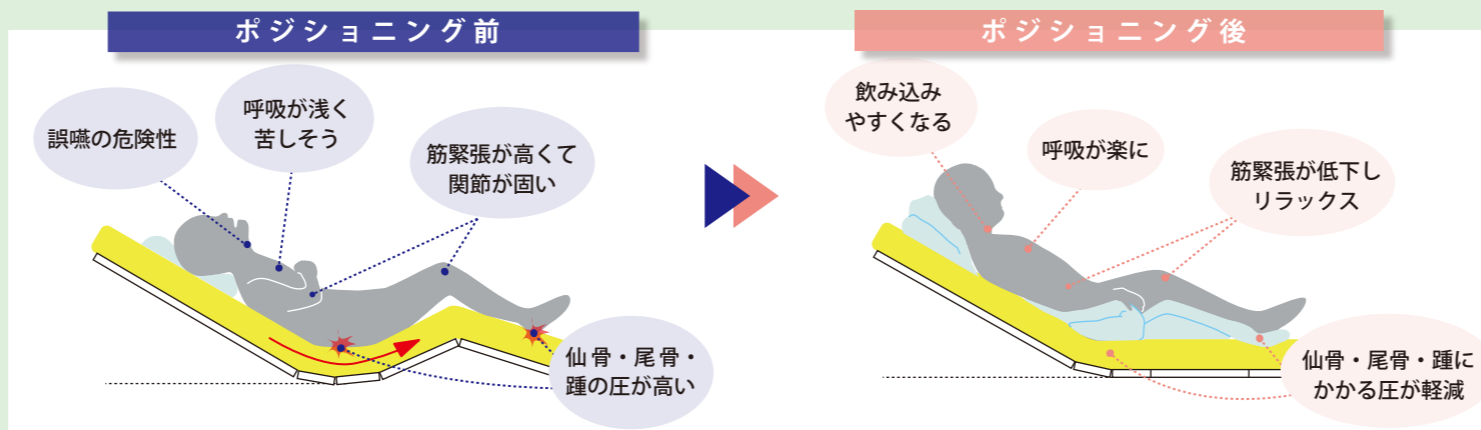 ポジショニング前
誤嚥の危険性
呼吸が浅く
苦しそう
筋緊張が高くて
関節が固い
仙骨・尾骨・
踵の圧が高い
ポジショニング後
飲み込み
やすくなる
呼吸が楽に
筋緊張が低下し
リラックス
仙骨・尾骨・踵に
かかる圧が軽減